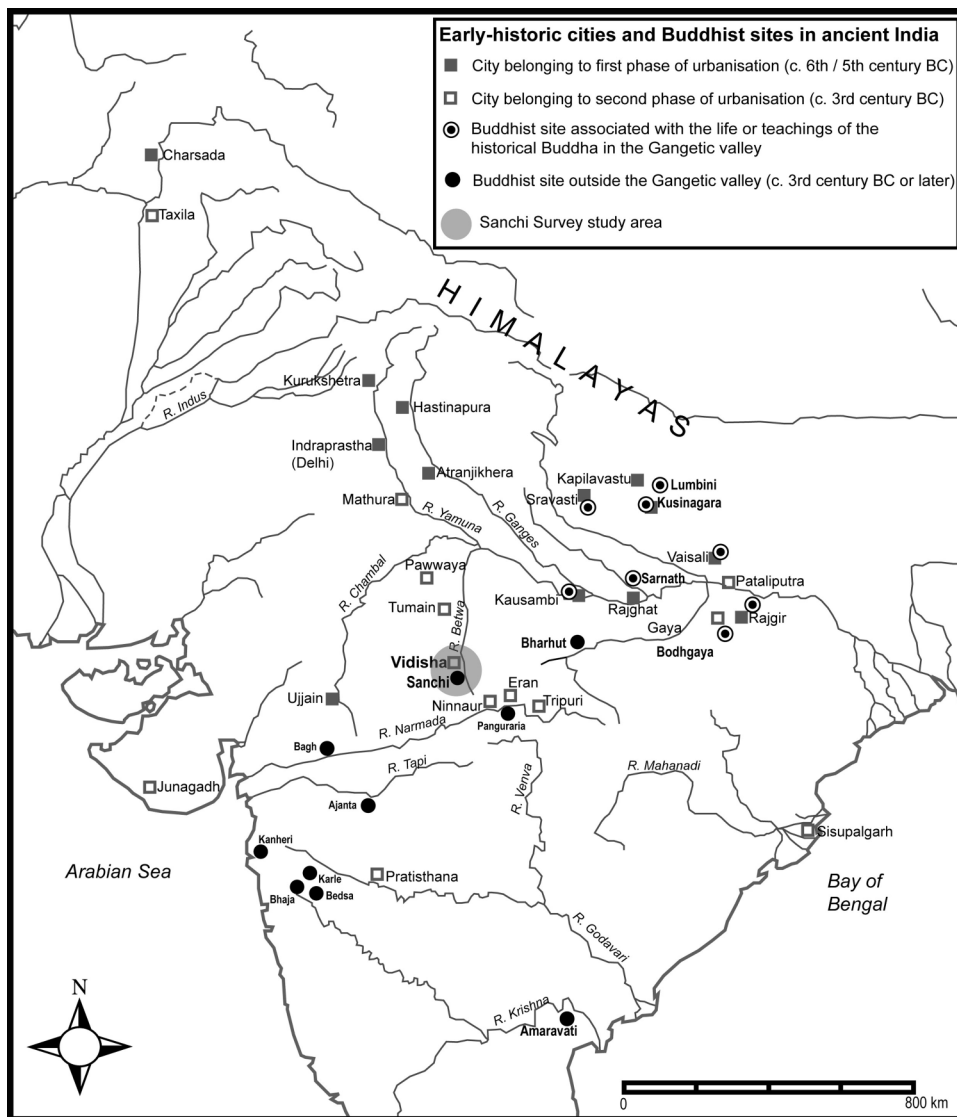 Early-historic cities and Buddhist sites in ancient India
City belonging to first phase of urbanisation (c. 6th / 5th century BC)
City belonging to second phase of urbanisation (c. 3rd century BC)
Buddhist site associated with the life or teachings of the
historical Buddha in the Gangetic valley
Buddhist site outside the Gangetic valley (c. 3rd century BC or later)
Sanchi Survey study area
Charsada
Taxila
HIMALAYAS
Kurukshetra
R. Indus
Hastinapura
Indraprastha
(Delhi)
Atranjikhera
Kapilavastu
Lumbini
Sravasti
Kusinagara
Mathura
R. Yamuna
R. Ganges
Vaisali
R. Chambal
Pawwaya
Sarnath
Pataliputra
Kausambi
Rajghat
Tumain
R. Betwa
Gaya
Rajgir
Bharhut
Bodhgaya
Vidisha
Sanchi
Eran
Ujjain
Ninnaur
Tripuri
R. Narmada
Panguraria
Bagh
R. Tapi
R. Venva
R. Mahanadi
Junagadh
Ajanta
Sisupalgarh
Kanheri
Arabian Sea
Karle
Pratisthana
Bhaja
Bedsa
Bay of
Bengal
R. Godavari
N
R. Krishna
Amaravati
0
800 km